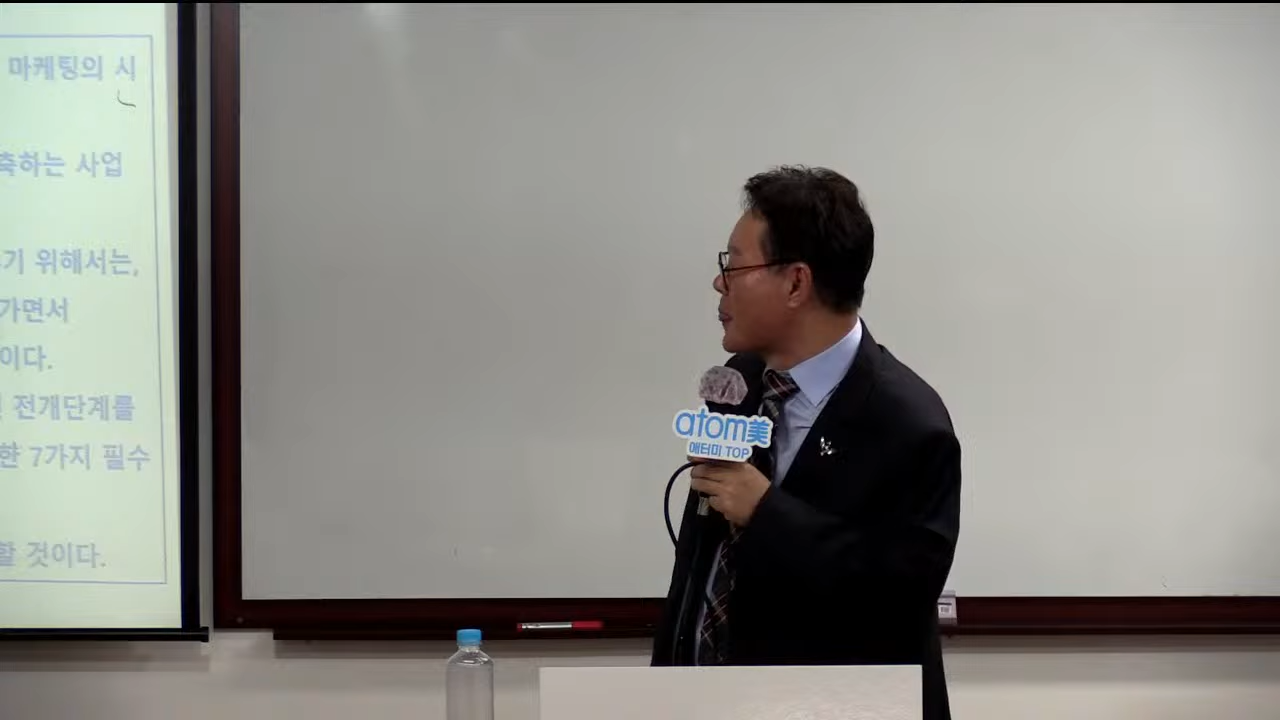 마케팅의 시
축하는 사업
기 위해서는,
가면서
이다.
전개단계를
한 7가지 필수
할 것이다.
atom美
애터미 TOP